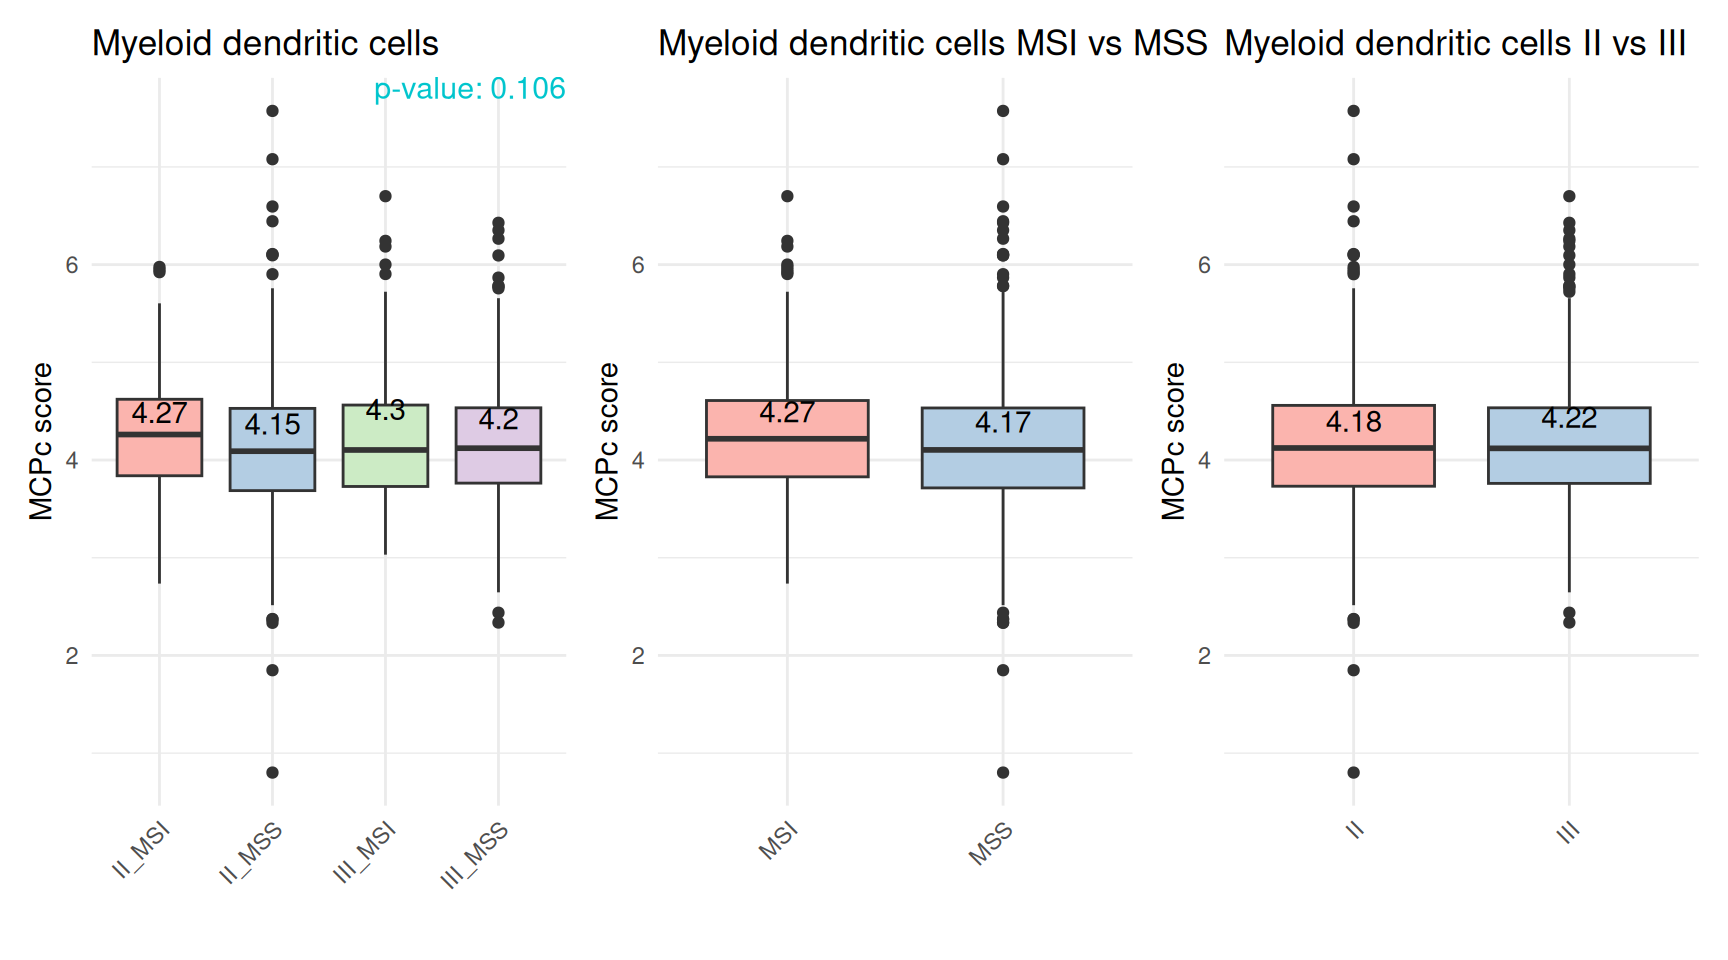 Myeloid dendritic cells
p-value: 0.106
MCPc score
6
4
2
4.27
4.15
4.3
4.2
II_MSI
II_MSS
III_MSI
III_MSS
Myeloid dendritic cells MSI vs MSS
MCPc score
6
4
2
4.27
4.17
MSI
MSS
Myeloid dendritic cells II vs III
MCPc score
6
4
2
4.18
4.22
II
III